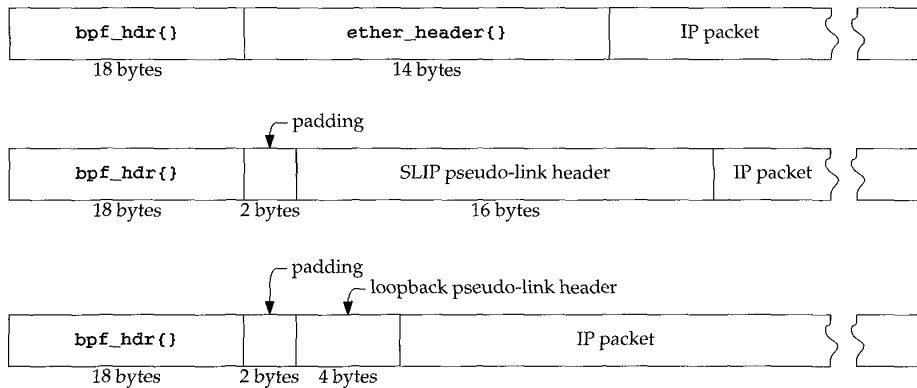 bpf_hdr{} ether_header{} IP packet
18 bytes 14 bytes
padding
bpf_hdr{} SLIP pseudo-link header IP packet
18 bytes 2 bytes 16 bytes
padding
loopback pseudo-link header
bpf_hdr{} IP packet
18 bytes 2 bytes 4 bytes